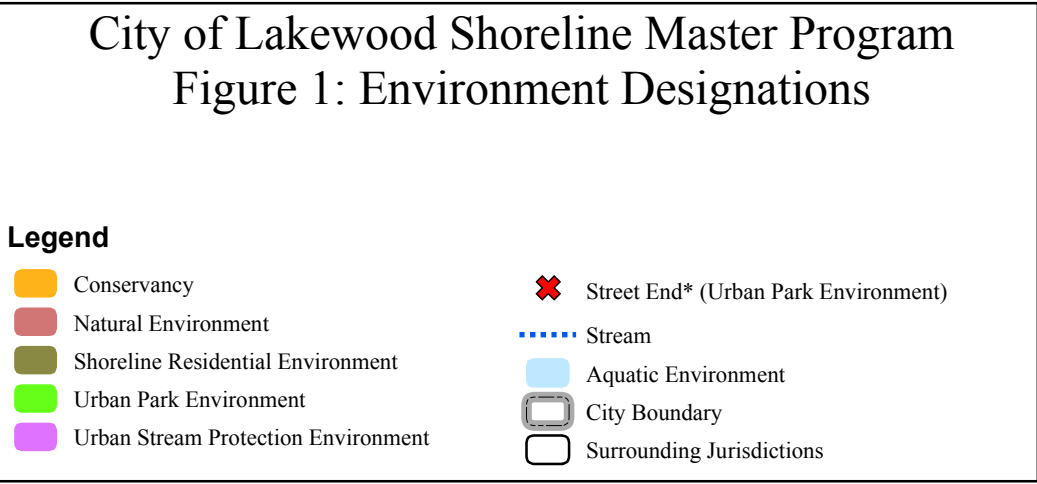 City of Lakewood Shoreline Master Program
Figure 1: Environment Designations
Legend
Conservancy
Natural Environment
Shoreline Residential Environment
Urban Park Environment
Urban Stream Protection Environment
Street End* (Urban Park Environment)
Stream
Aquatic Environment
City Boundary
Surrounding Jurisdictions